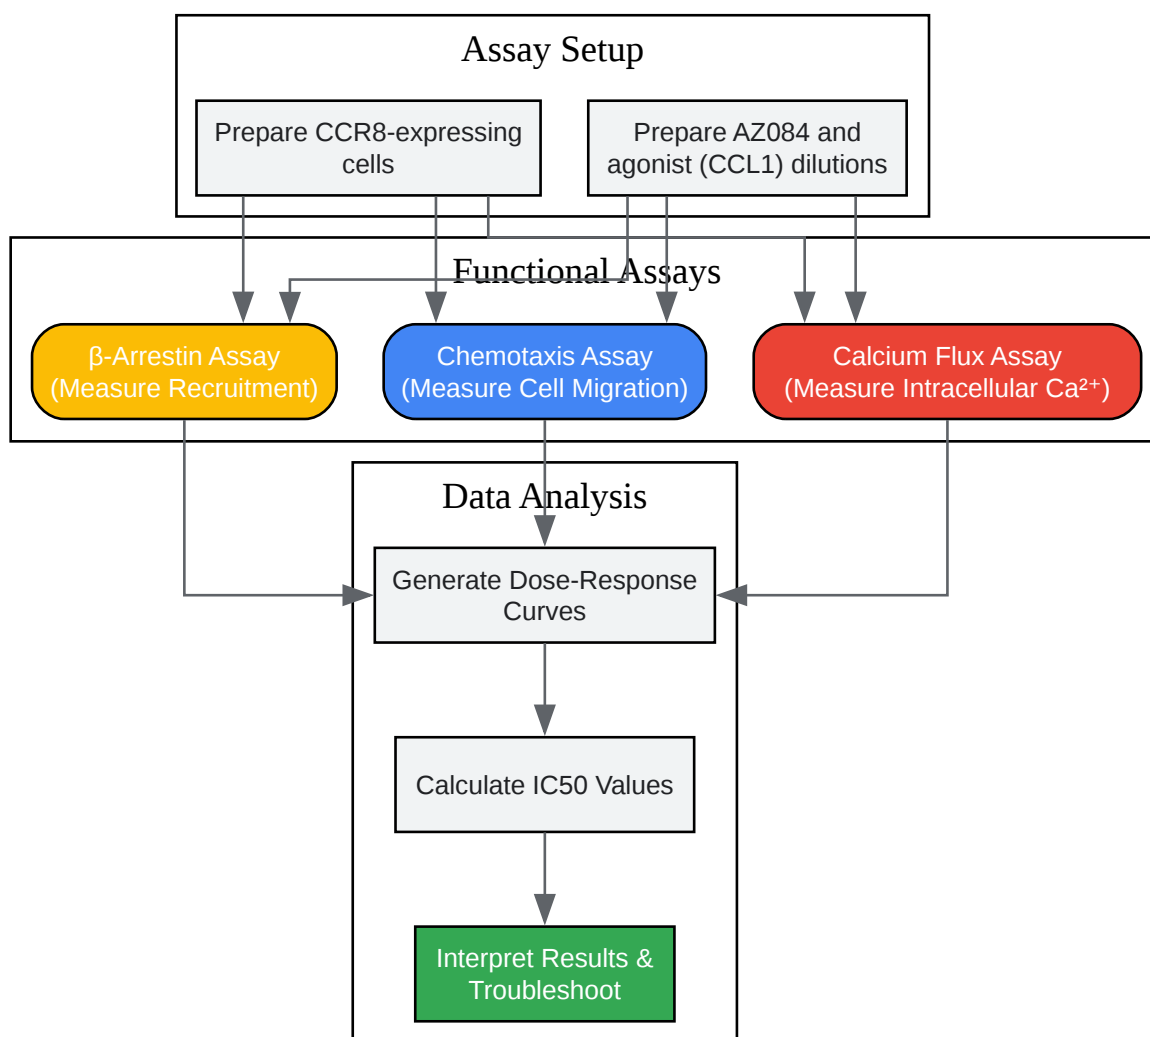 Assay Setup
Prepare CCR8-expressing
cells
Prepare AZ084 and
agonist (CCL1) dilutions
Functional Assays
β-Arrestin Assay
(Measure Recruitment)
Chemotaxis Assay
(Measure Cell Migration)
Calcium Flux Assay
(Measure Intracellular Ca²⁺)
Data Analysis
Generate Dose-Response
Curves
Calculate IC50 Values
Interpret Results &
Troubleshoot